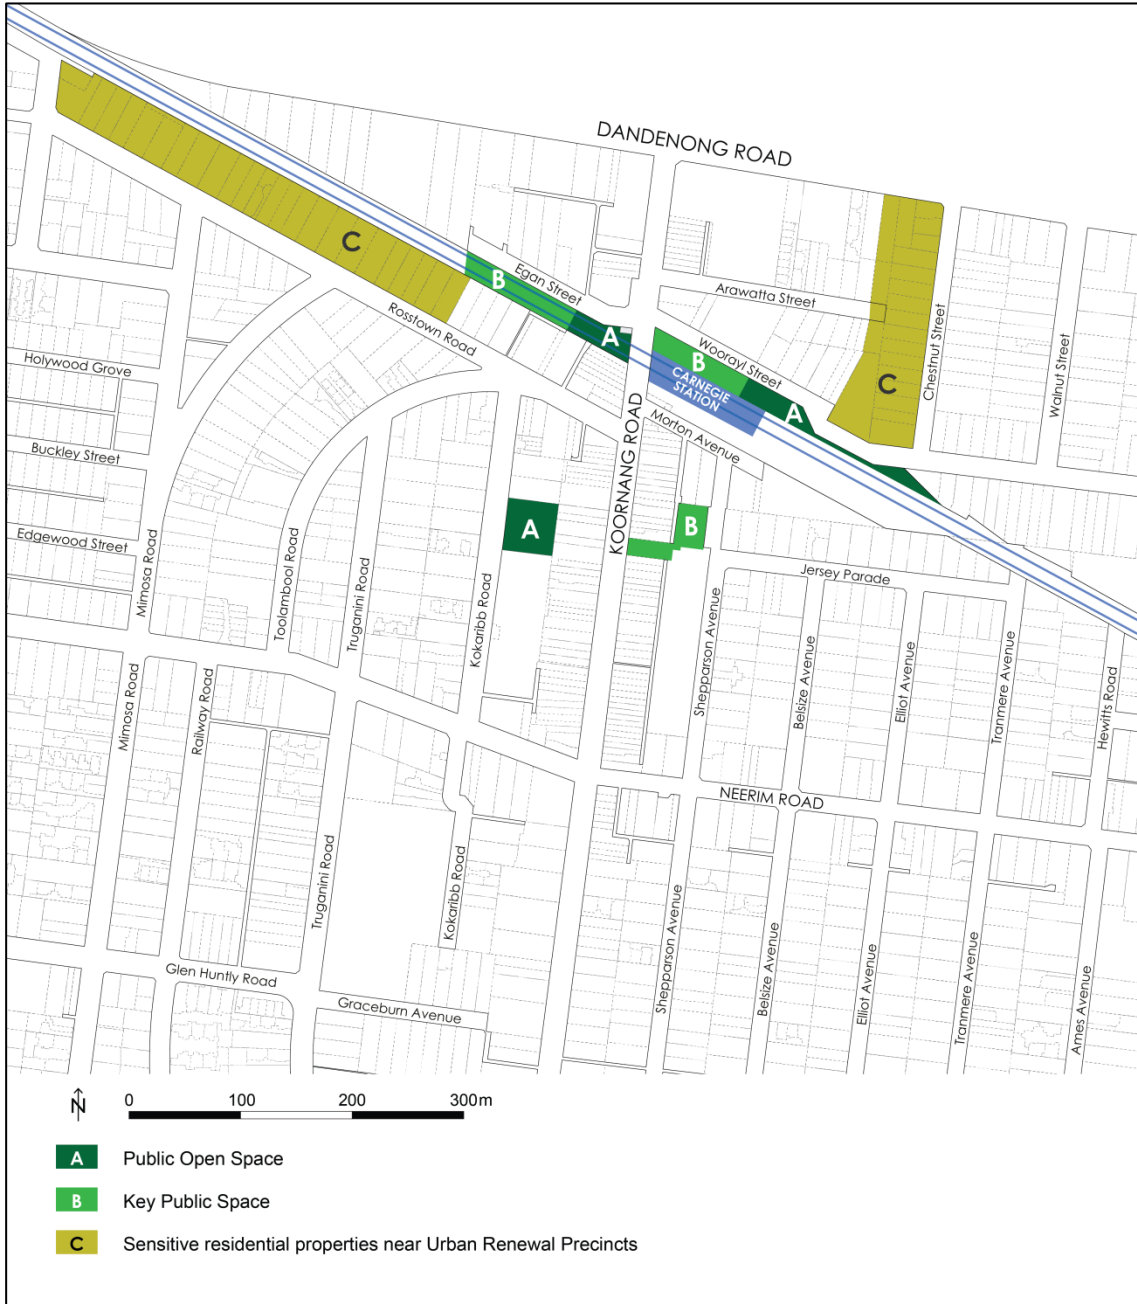 DANDENONG ROAD
C
B
Egan Street
A
Arawatta Street
Rosstown Road
Woorayl Street
B
CARNEGIE
STATION
C
A
Chestnut Street
Walnut Street
Holywood Grove
Morton Avenue
KOORNANG ROAD
Buckley Street
A
B
Edgewood Street
Mimosa Road
Toolambool Road
Truganini Road
Kokaribb Road
Jersey Parade
Shepparson Avenue
Belsize Avenue
Elliot Avenue
Tranmere Avenue
Hewitts Road
Mimosa Road
Railway Road
NEERIM ROAD
Truganini Road
Kokaribb Road
Shepparson Avenue
Belsize Avenue
Elliot Avenue
Tranmere Avenue
Ames Avenue
Glen Huntly Road
Graceburn Avenue
N
0 100 200 300m
A Public Open Space
B Key Public Space
C Sensitive residential properties near Urban Renewal Precincts